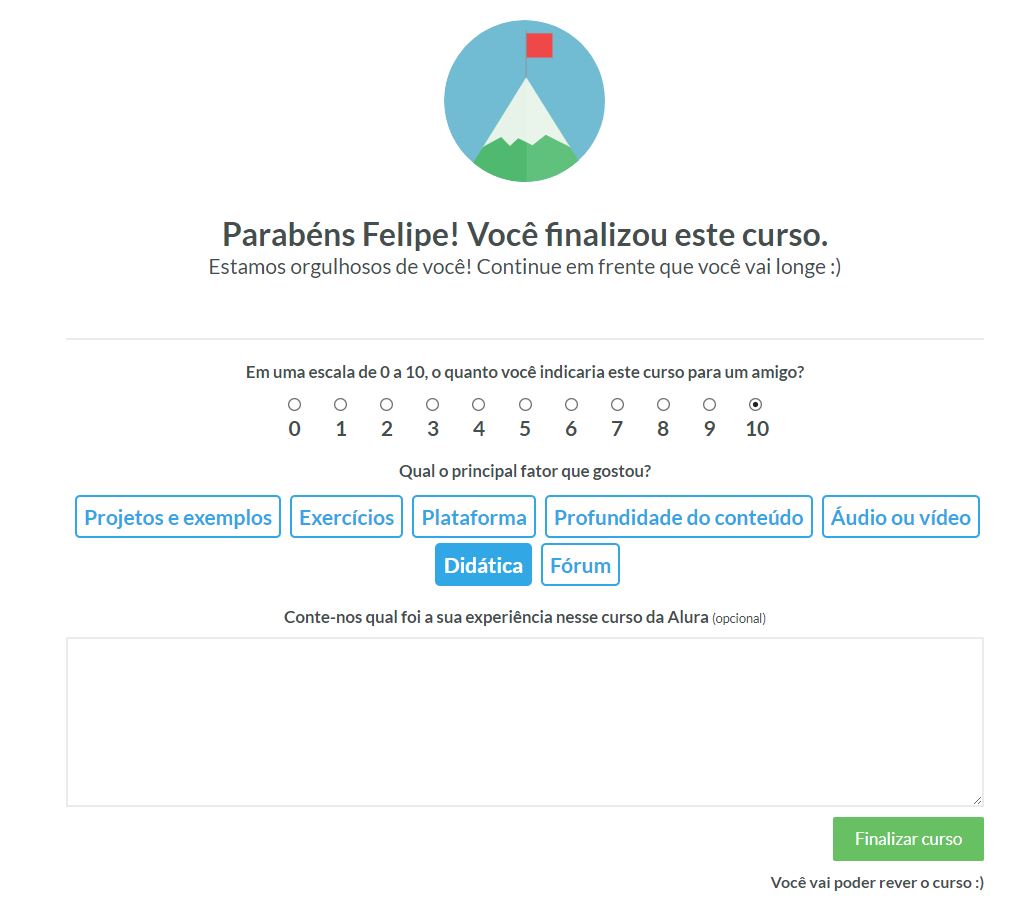 Parabéns Felipe! Você finalizou este curso.
Estamos orgulhosos de você! Continue em frente que você vai longe :)
Em uma escala de 0 a 10, o quanto você indicaria este curso para um amigo?
0 1 2 3 4 5 6 7 8 9 10
Qual o principal fator que gostou?
Projetos e exemplos Exercícios Plataforma Profundidade do conteúdo Áudio ou vídeo
Didática Fórum
Conte-nos qual foi a sua experiência nesse curso da Alura (opcional)
Finalizar curso
Você vai poder rever o curso :)